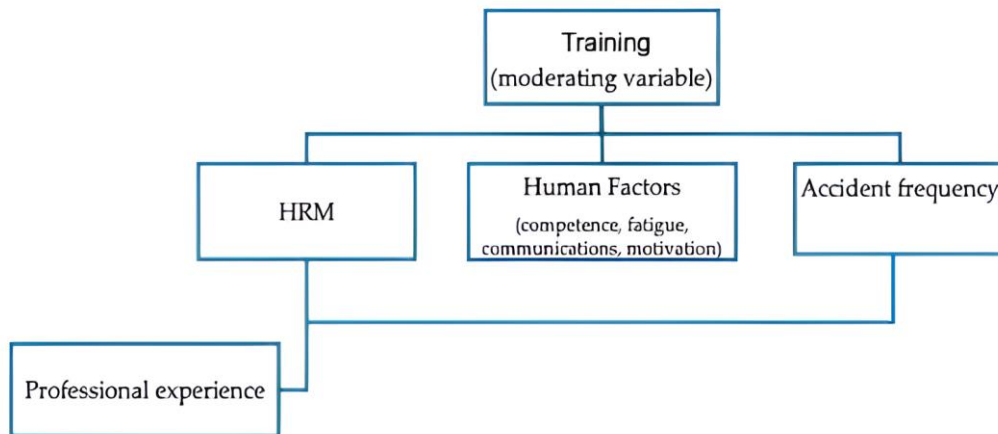 Training
(moderating variable)
HRM
Human Factors
(competence, fatigue,
communications, motivation)
Accident frequency
Professional experience